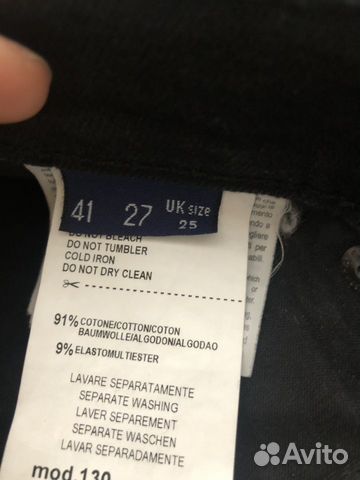 41 27 UK size 25
DO NOT BLEACH
DO NOT TUMBLER
COLD IRON
DO NOT DRY CLEAN
91% COTONE/COTTON/COTON
BAUMWOLLE/ALGODON/ALGODAO
9% ELASTOMULTIESTER
LAVARE SEPARATAMENTE
SEPARATE WASHING
LAVER SEPAREMENT
SEPARATE WASCHEN
LAVAR SEPARADAMENTE
mod.130
Avito